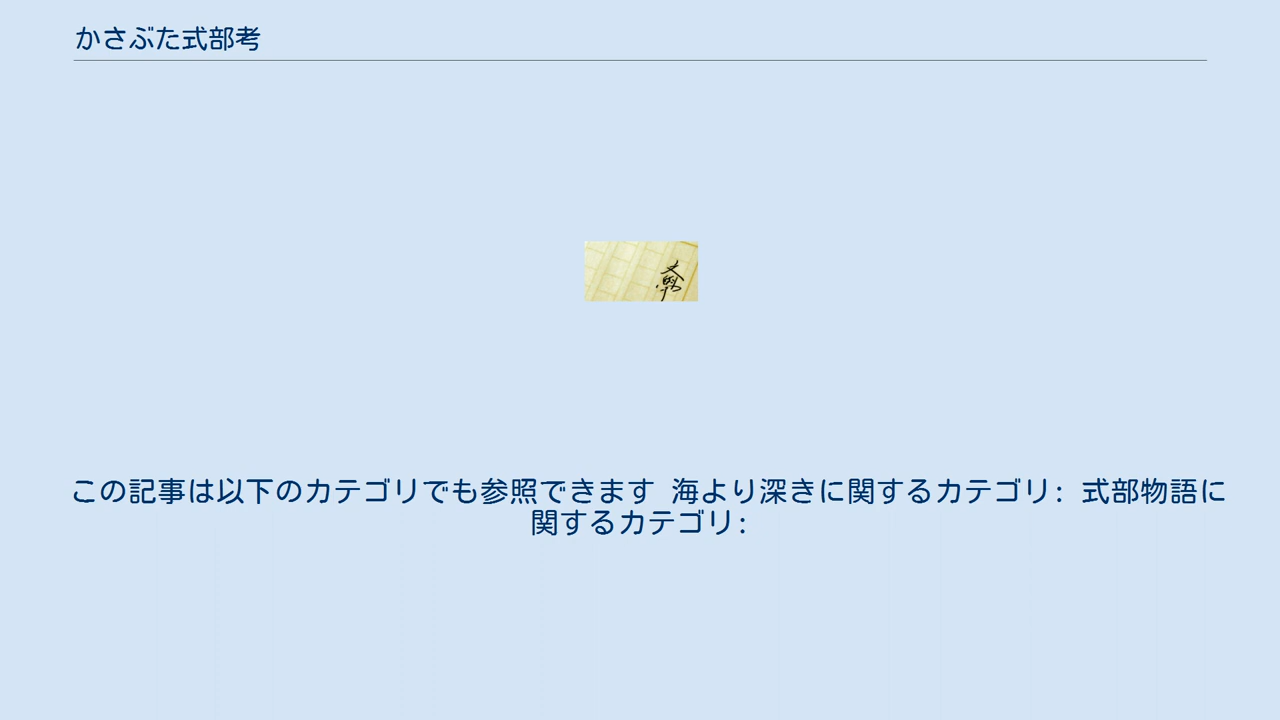 かさぶた式部考
この記事は以下のカテゴリでも参照できます 海より深きに関するカテゴリ: 式部物語に
関するカテゴリ: